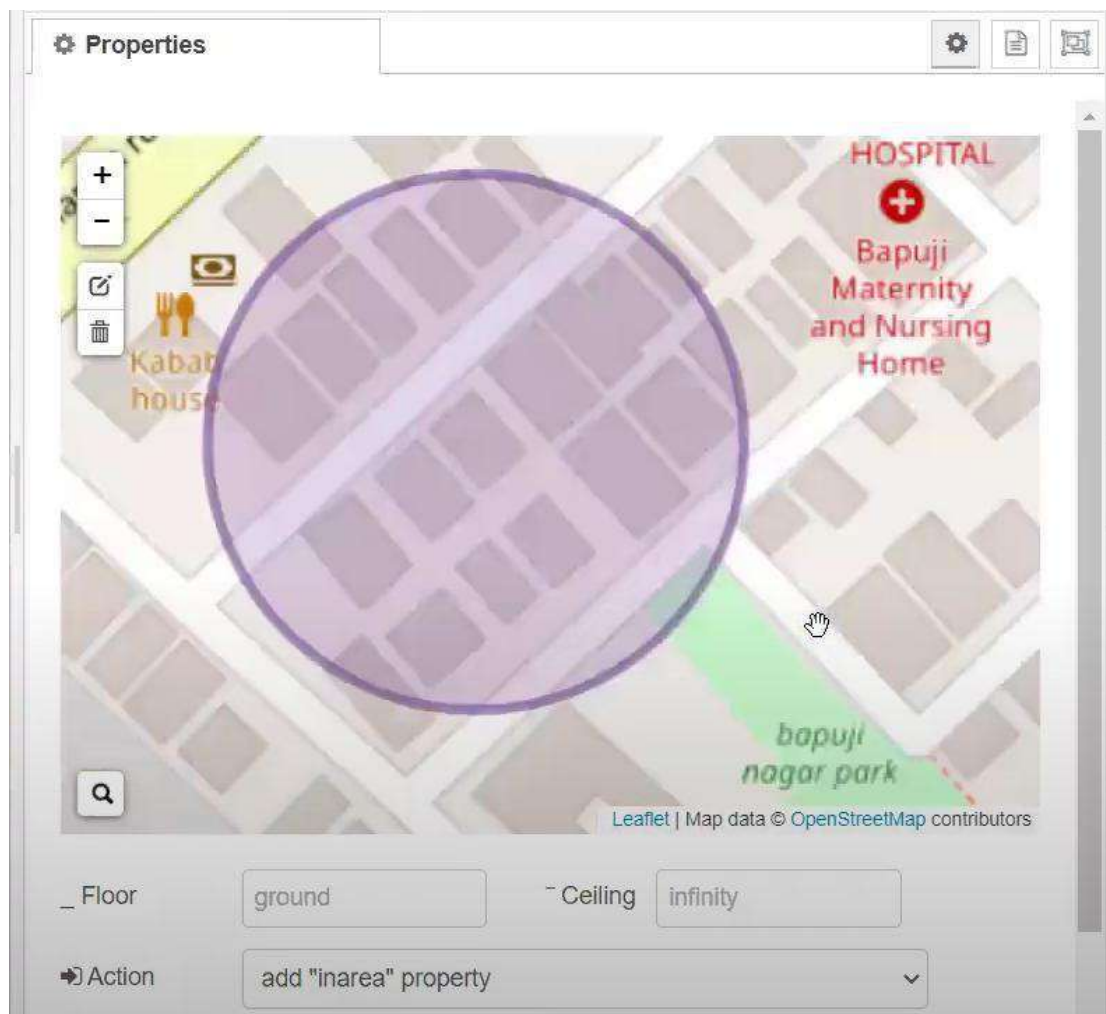 Properties
+
−
HOSPITAL
Bapuji
Maternity
and Nursing
Home
Kabab
house
bapuji
nagar park
Leaflet | Map data © OpenStreetMap contributors
Floor ground Ceiling infinity
Action add "inarea" property